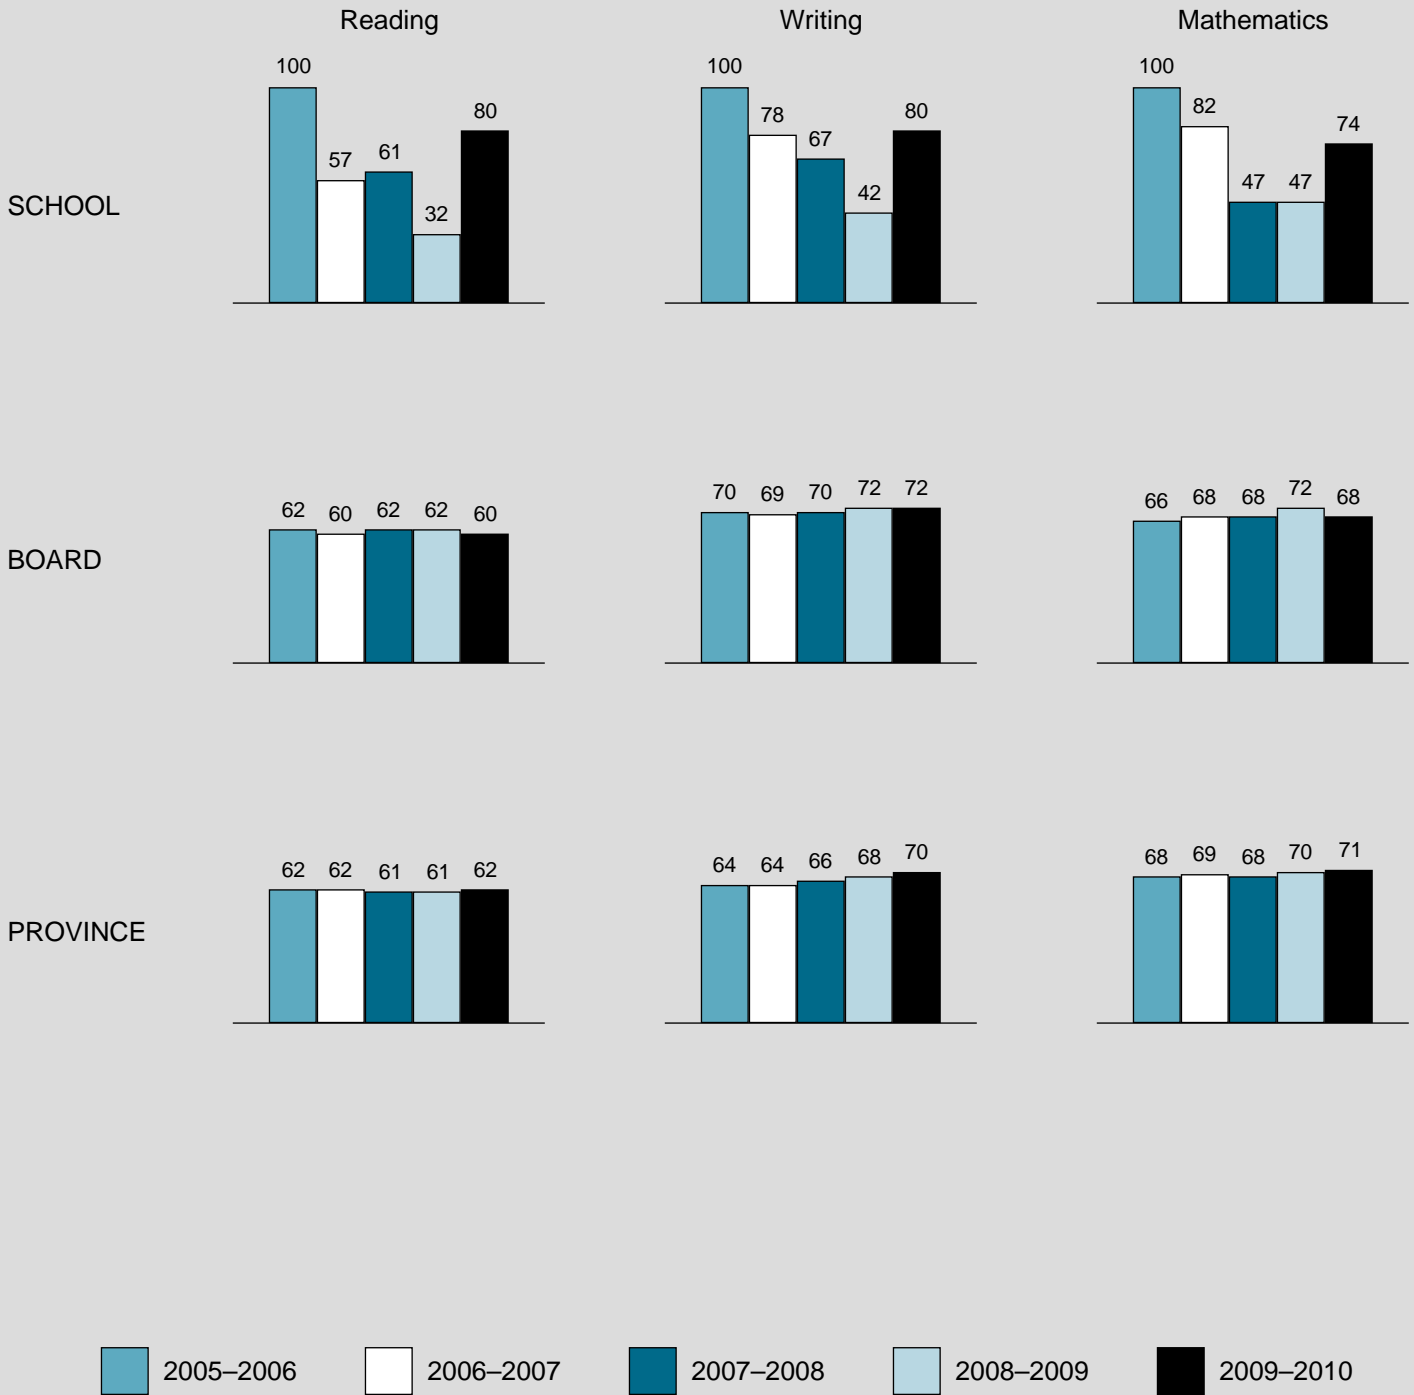 Reading Writing Mathematics
100 57 61 32 80 100 78 67 42 80 100 82 47 47 74
SCHOOL
62 60 62 62 60 70 69 70 72 72 66 68 68 72 68
BOARD
62 62 61 61 62 64 64 66 68 70 68 69 68 70 71
PROVINCE
2005–2006 2006–2007 2007–2008 2008–2009 2009–2010